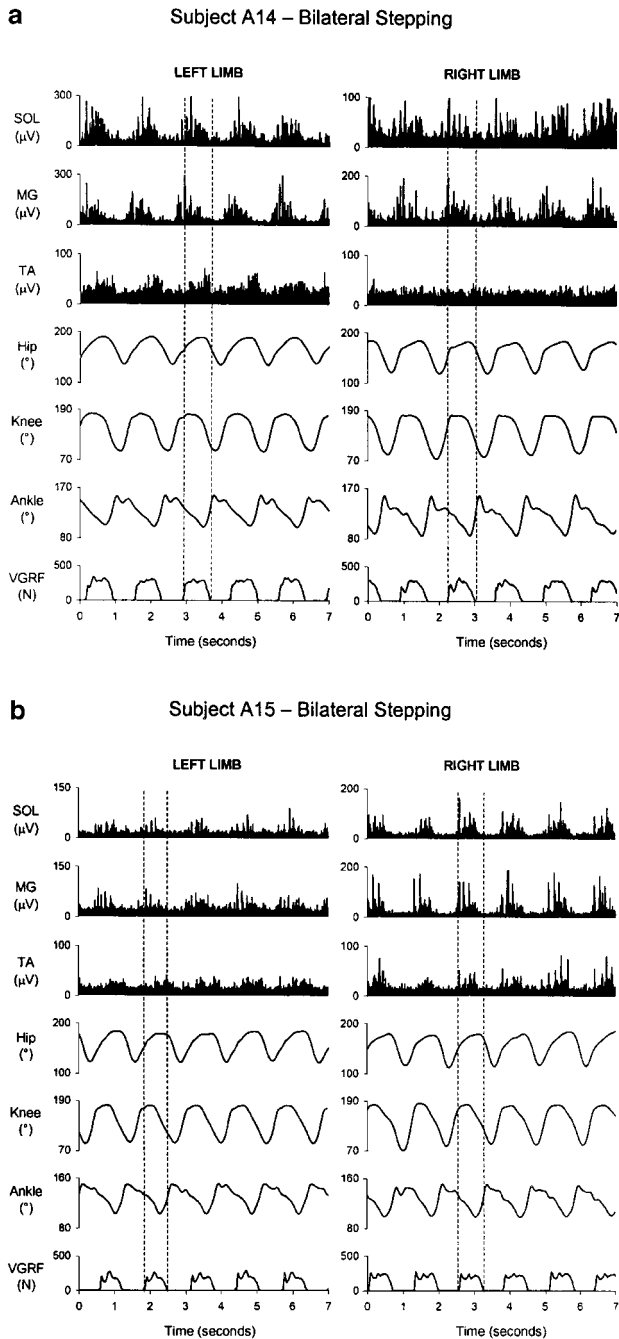 a
Subject A14 – Bilateral Stepping
LEFT LIMB
RIGHT LIMB
SOL
(µV)
300
0
100
0
MG
(µV)
300
0
200
0
TA
(µV)
100
0
100
0
Hip
(°)
200
100
200
100
Knee
(°)
190
70
190
70
Ankle
(°)
170
80
170
80
VGRF
(N)
500
0
500
0
0 1 2 3 4 5 6 7
0 1 2 3 4 5 6 7
Time (seconds)
Time (seconds)
b
Subject A15 – Bilateral Stepping
LEFT LIMB
RIGHT LIMB
SOL
(µV)
150
0
200
0
MG
(µV)
150
0
200
0
TA
(µV)
100
0
100
0
Hip
(°)
200
100
200
100
Knee
(°)
190
70
190
70
Ankle
(°)
160
80
160
80
VGRF
(N)
500
0
500
0
0 1 2 3 4 5 6 7
0 1 2 3 4 5 6 7
Time (seconds)
Time (seconds)